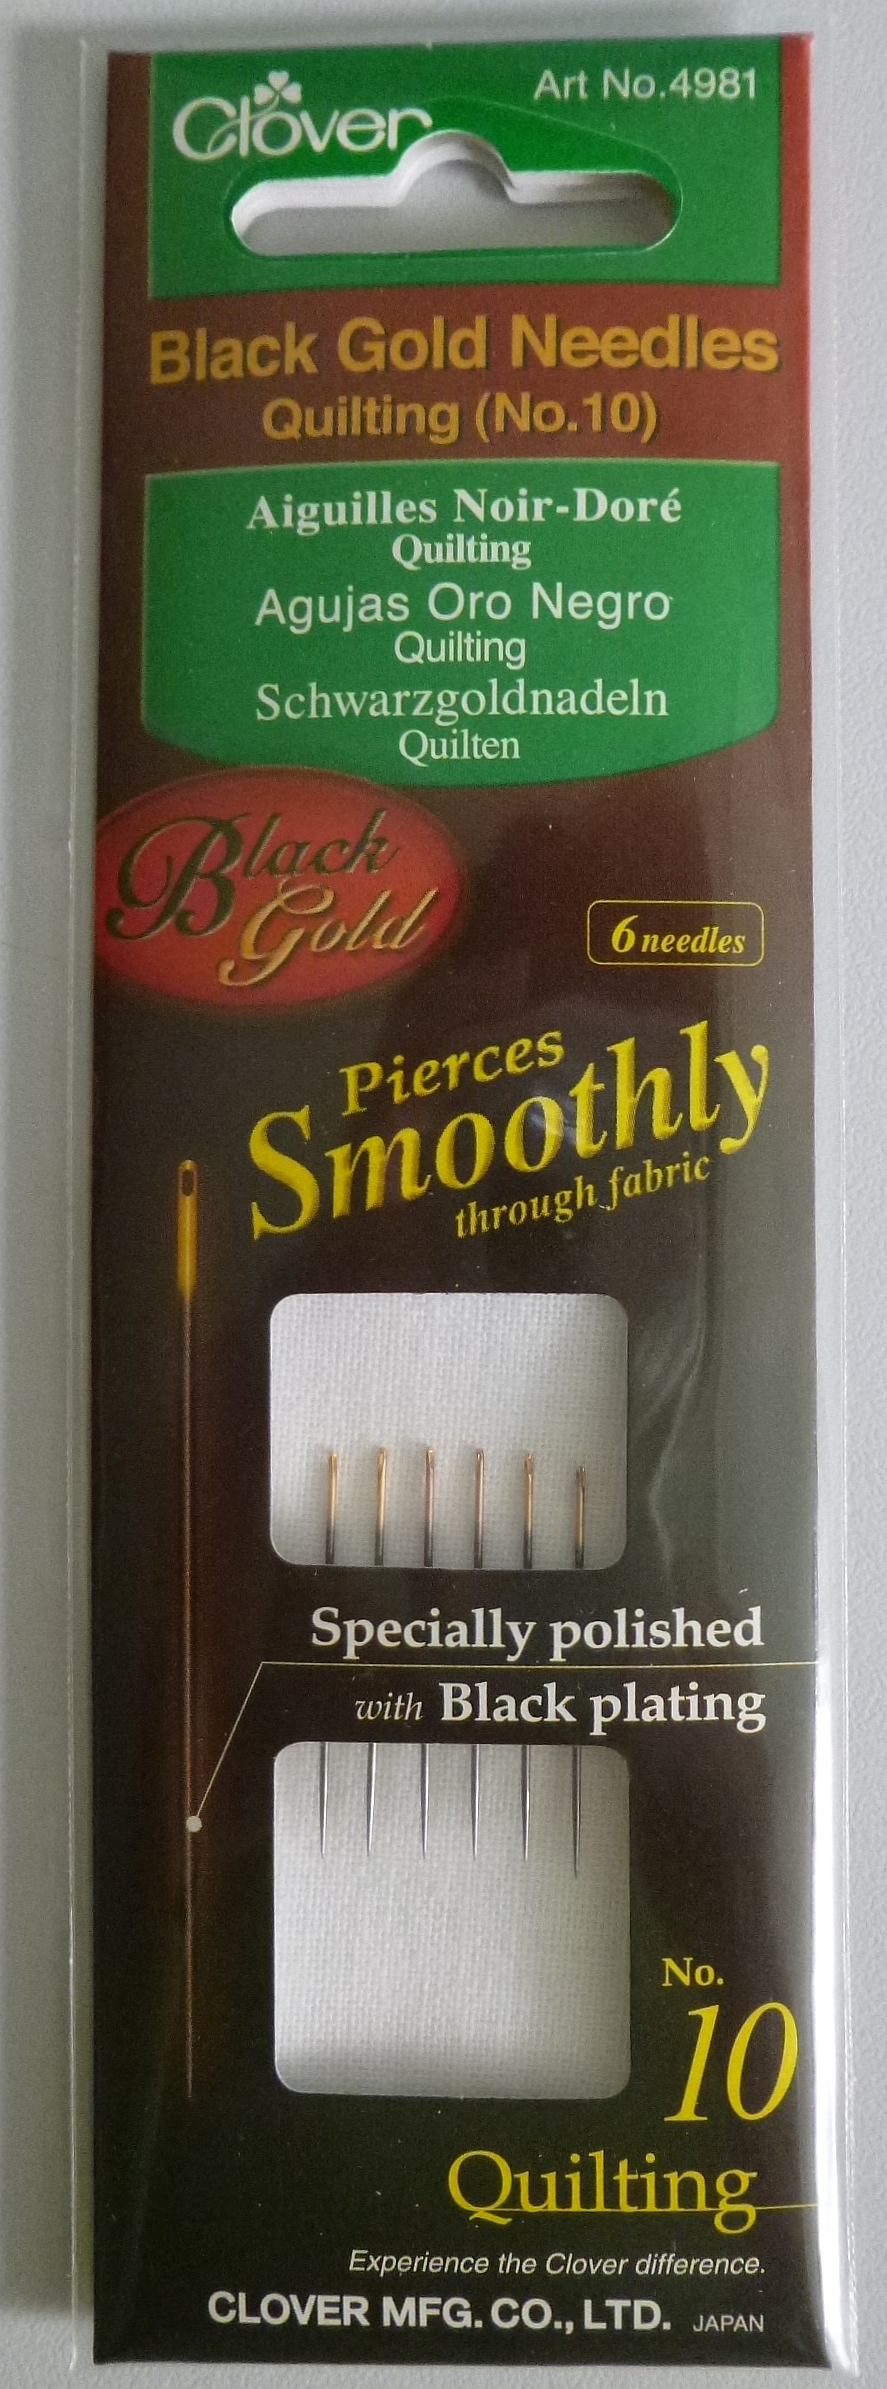 Clover
Art No.4981
Black Gold Needles
Quilting (No.10)
Aiguilles Noir-Doré
Quilting
Agujas Oro Negro
Quilting
Schwarzgoldnadeln
Quilten
Black
Gold
6 needles
Pierces
Smoothly
through fabric
Specially polished
with Black plating
No.
10
Quilting
Experience the Clover difference.
CLOVER MFG. CO., LTD. JAPAN